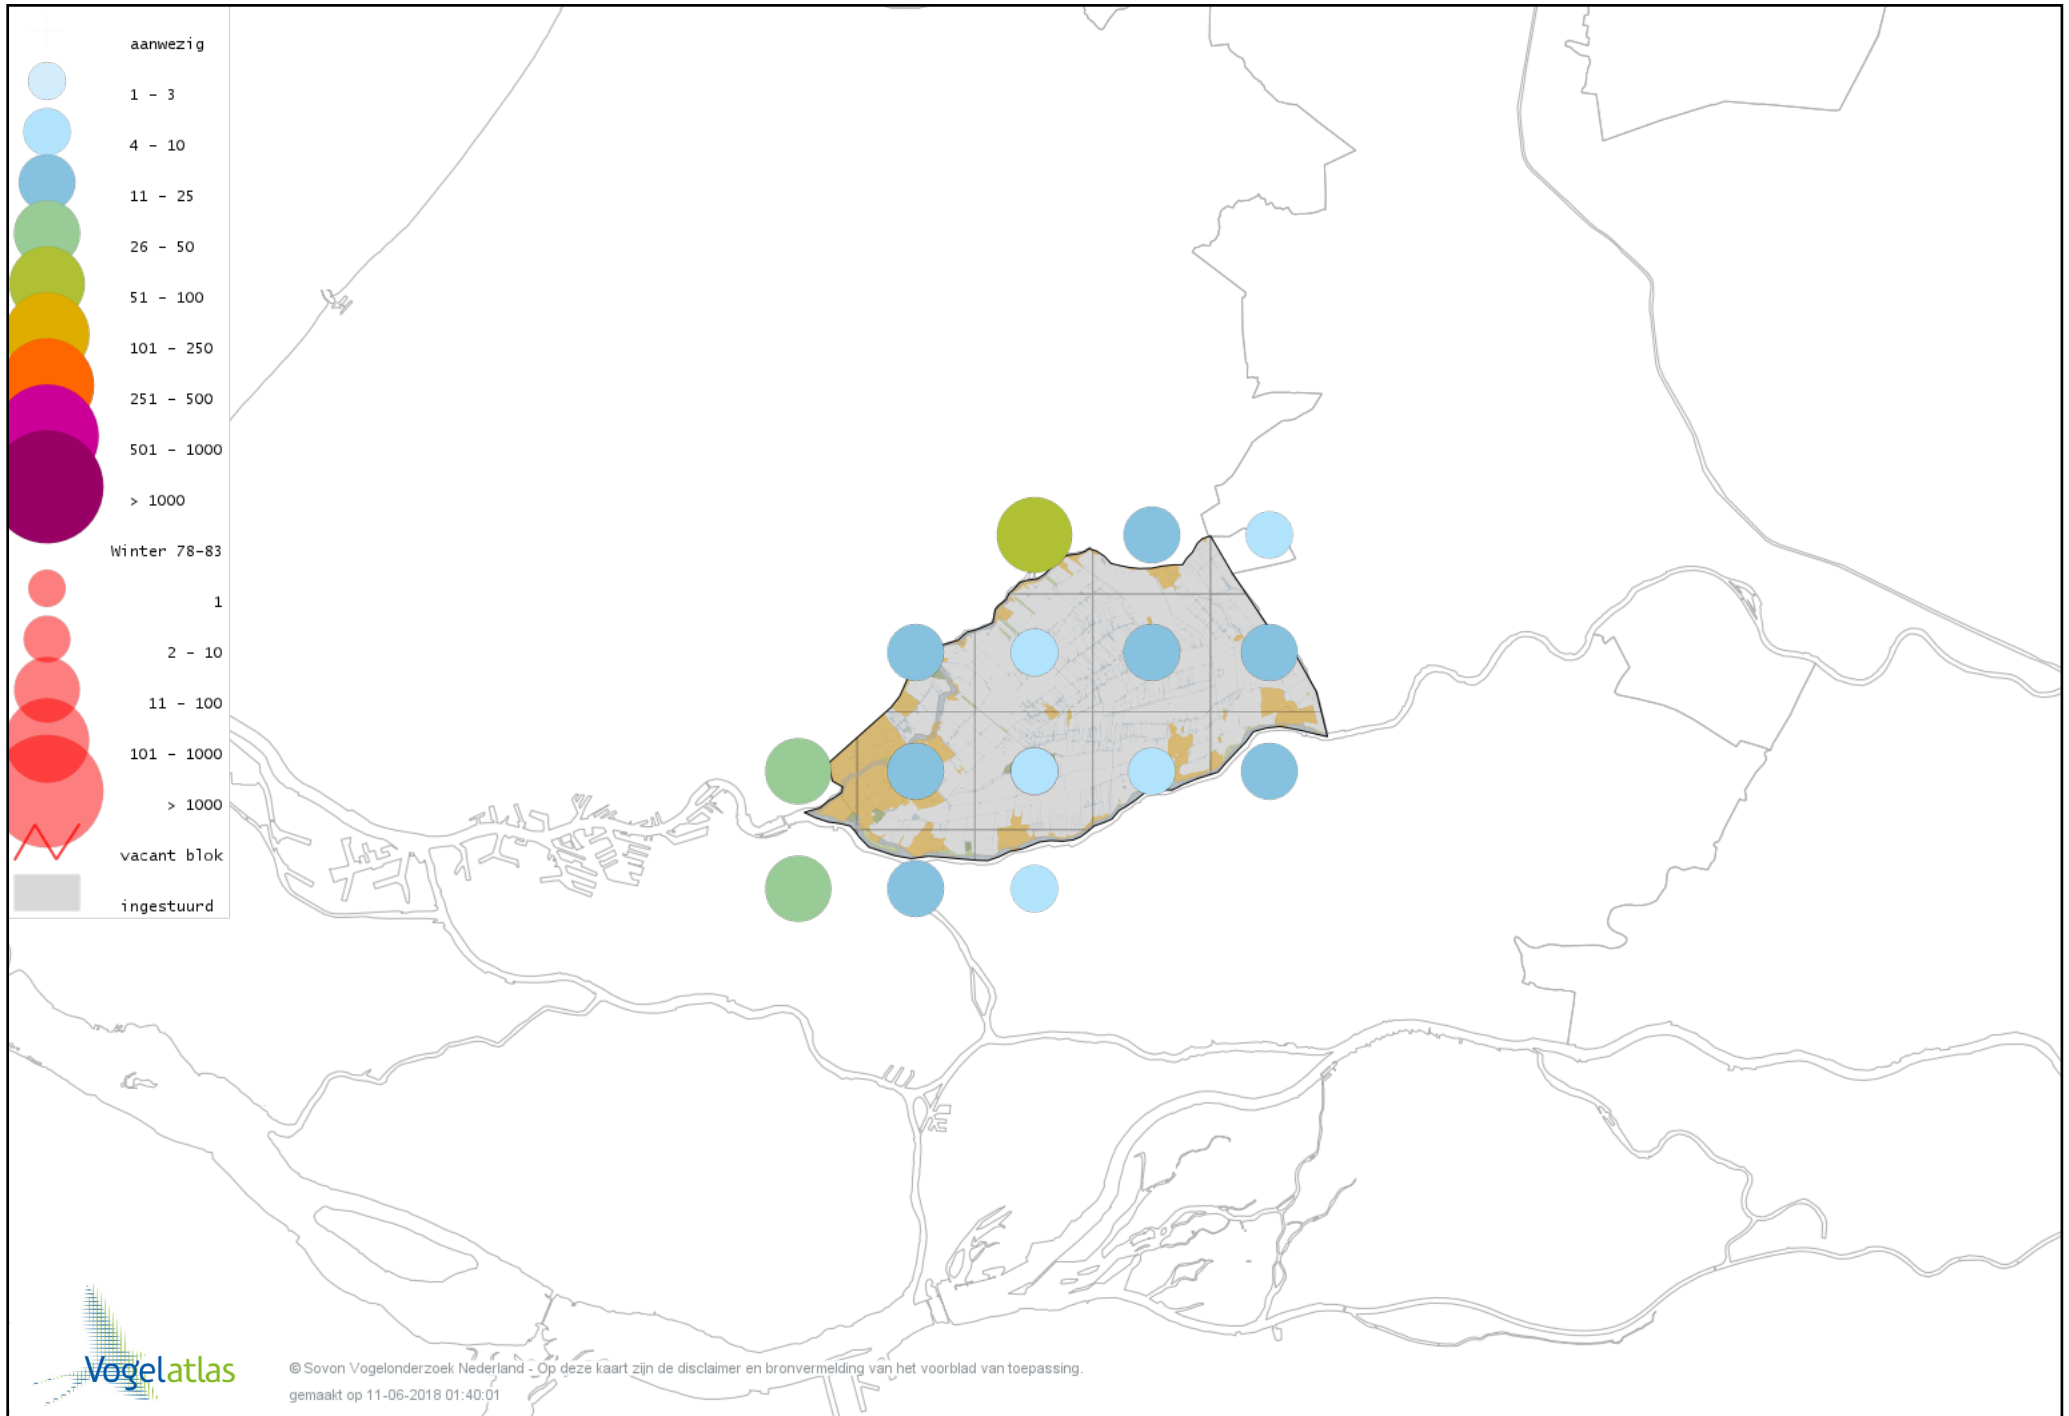 aanwezig
1 - 3
4 - 10
11 - 25
26 - 50
51 - 100
101 - 250
251 - 500
501 - 1000
> 1000
Winter 78-83
1
2 - 10
11 - 100
101 - 1000
> 1000
vacant blok
ingestuurd
Vogelatlas
© Sovon Vogelonderzoek Nederland - Op deze kaart zijn de disclaimer en bronvermelding van het voorblad van toepassing.
gemaakt op 11-06-2018 01:40:01